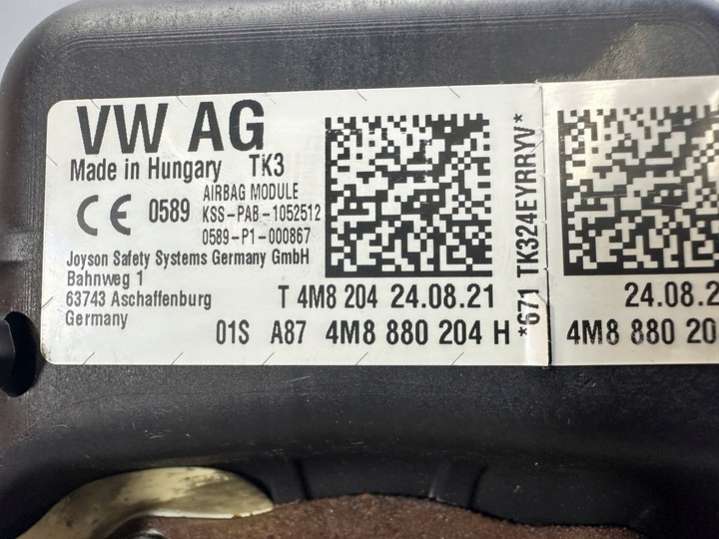 VW AG
Made in Hungary TK3
CE 0589
AIRBAG MODULE
KSS-PAB-1052512
0589-P1-000867
Joyson Safety Systems Germany GmbH
Bahnweg 1
63743 Aschaffenburg
Germany
T 4M8 204 24.08.21
01S A87 4M8 880 204 H
*671 TK324EYRRYV*
24.08.2
4M8 880 20